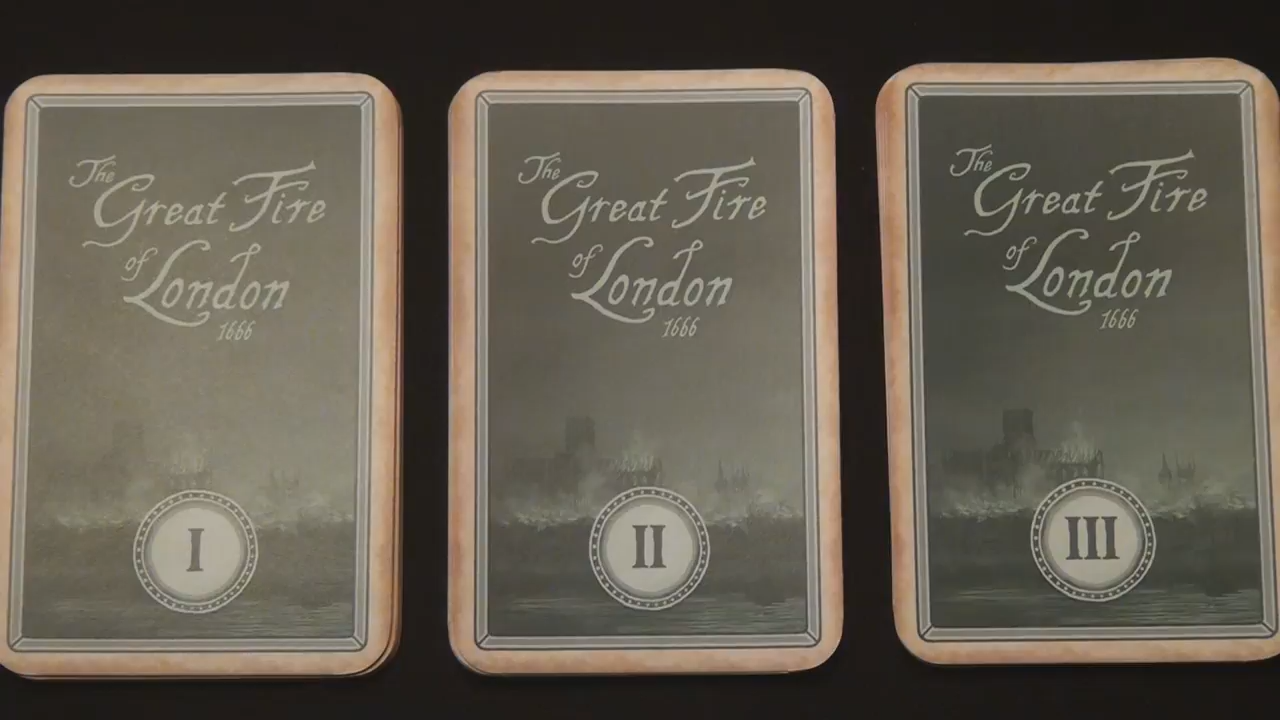 The
Great Fire
of
London
1666
I
The
Great Fire
of
London
1666
II
The
Great Fire
of
London
1666
III